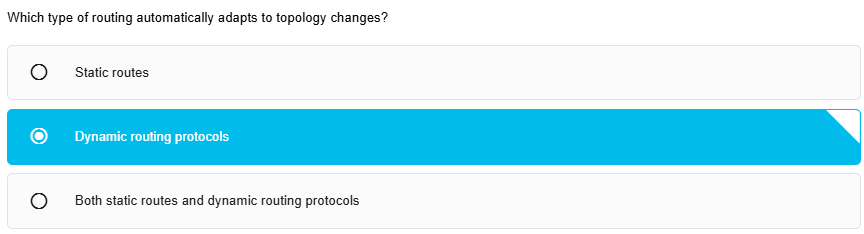 Which type of routing automatically adapts to topology changes?
Static routes
Dynamic routing protocols
Both static routes and dynamic routing protocols